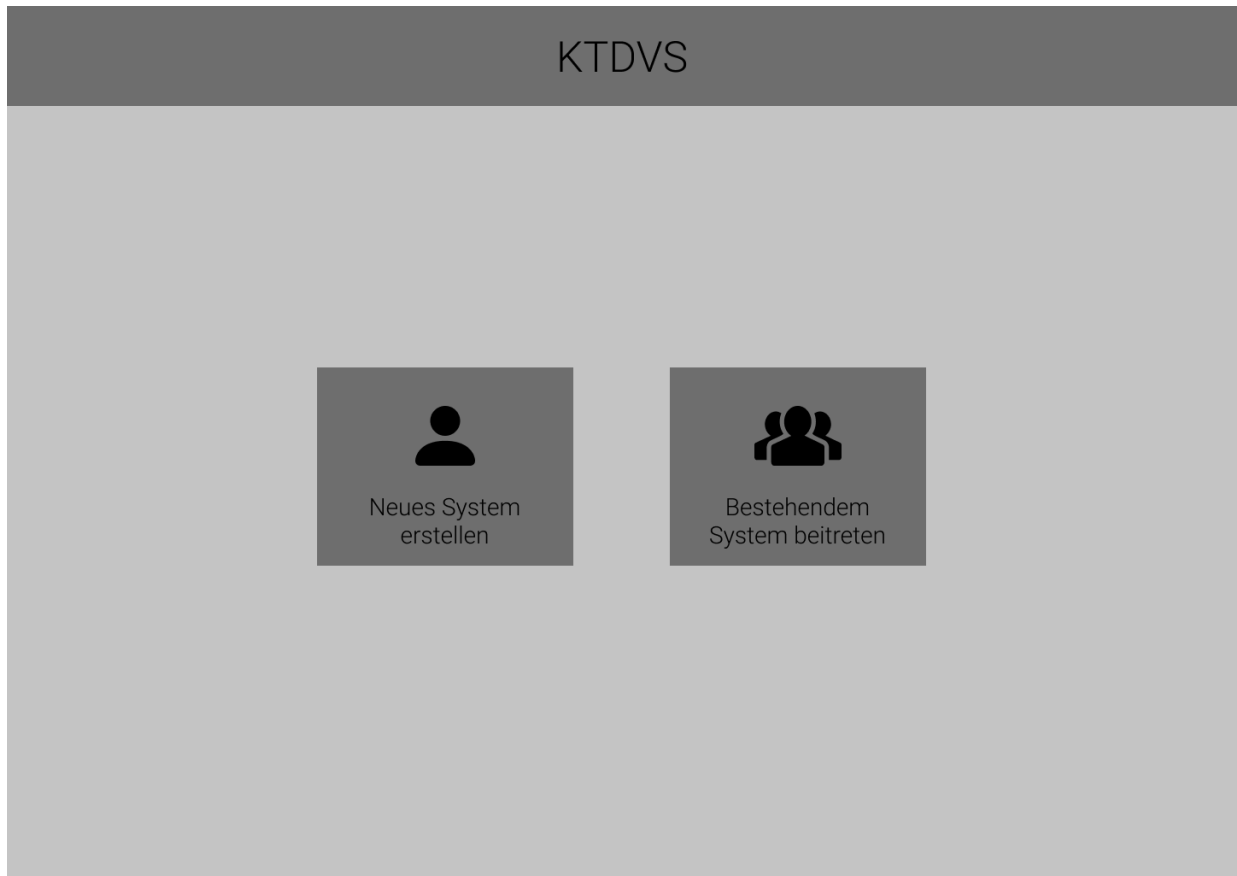 KTDVS
Neues System
erstellen
Bestehendem
System beitreten